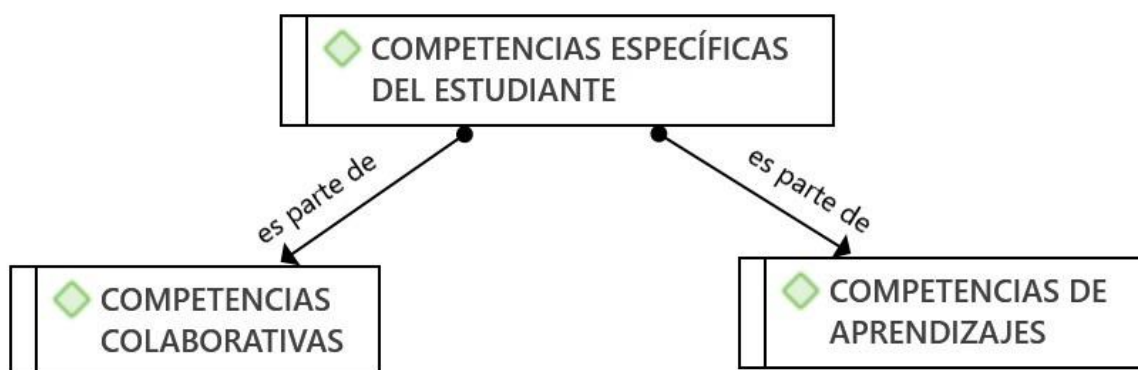 COMPETENCIAS ESPECÍFICAS
DEL ESTUDIANTE
es parte de
es parte de
COMPETENCIAS
COLABORATIVAS
COMPETENCIAS DE
APRENDIZAJES